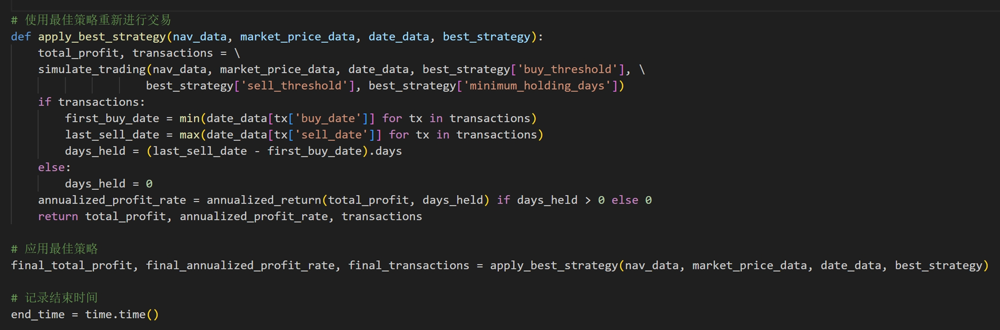 # 使用最佳策略重新进行交易
def apply_best_strategy(nav_data, market_price_data, date_data, best_strategy):
    total_profit, transactions = \
    simulate_trading(nav_data, market_price_data, date_data, best_strategy['buy_threshold'], \
                    best_strategy['sell_threshold'], best_strategy['minimum_holding_days'])
    if transactions:
        first_buy_date = min(date_data[tx['buy_date']] for tx in transactions)
        last_sell_date = max(date_data[tx['sell_date']] for tx in transactions)
        days_held = (last_sell_date - first_buy_date).days
    else:
        days_held = 0
    annualized_profit_rate = annualized_return(total_profit, days_held) if days_held > 0 else 0
    return total_profit, annualized_profit_rate, transactions

# 应用最佳策略
final_total_profit, final_annualized_profit_rate, final_transactions = apply_best_strategy(nav_data, market_price_data, date_data, best_strategy)

# 记录结束时间
end_time = time.time()